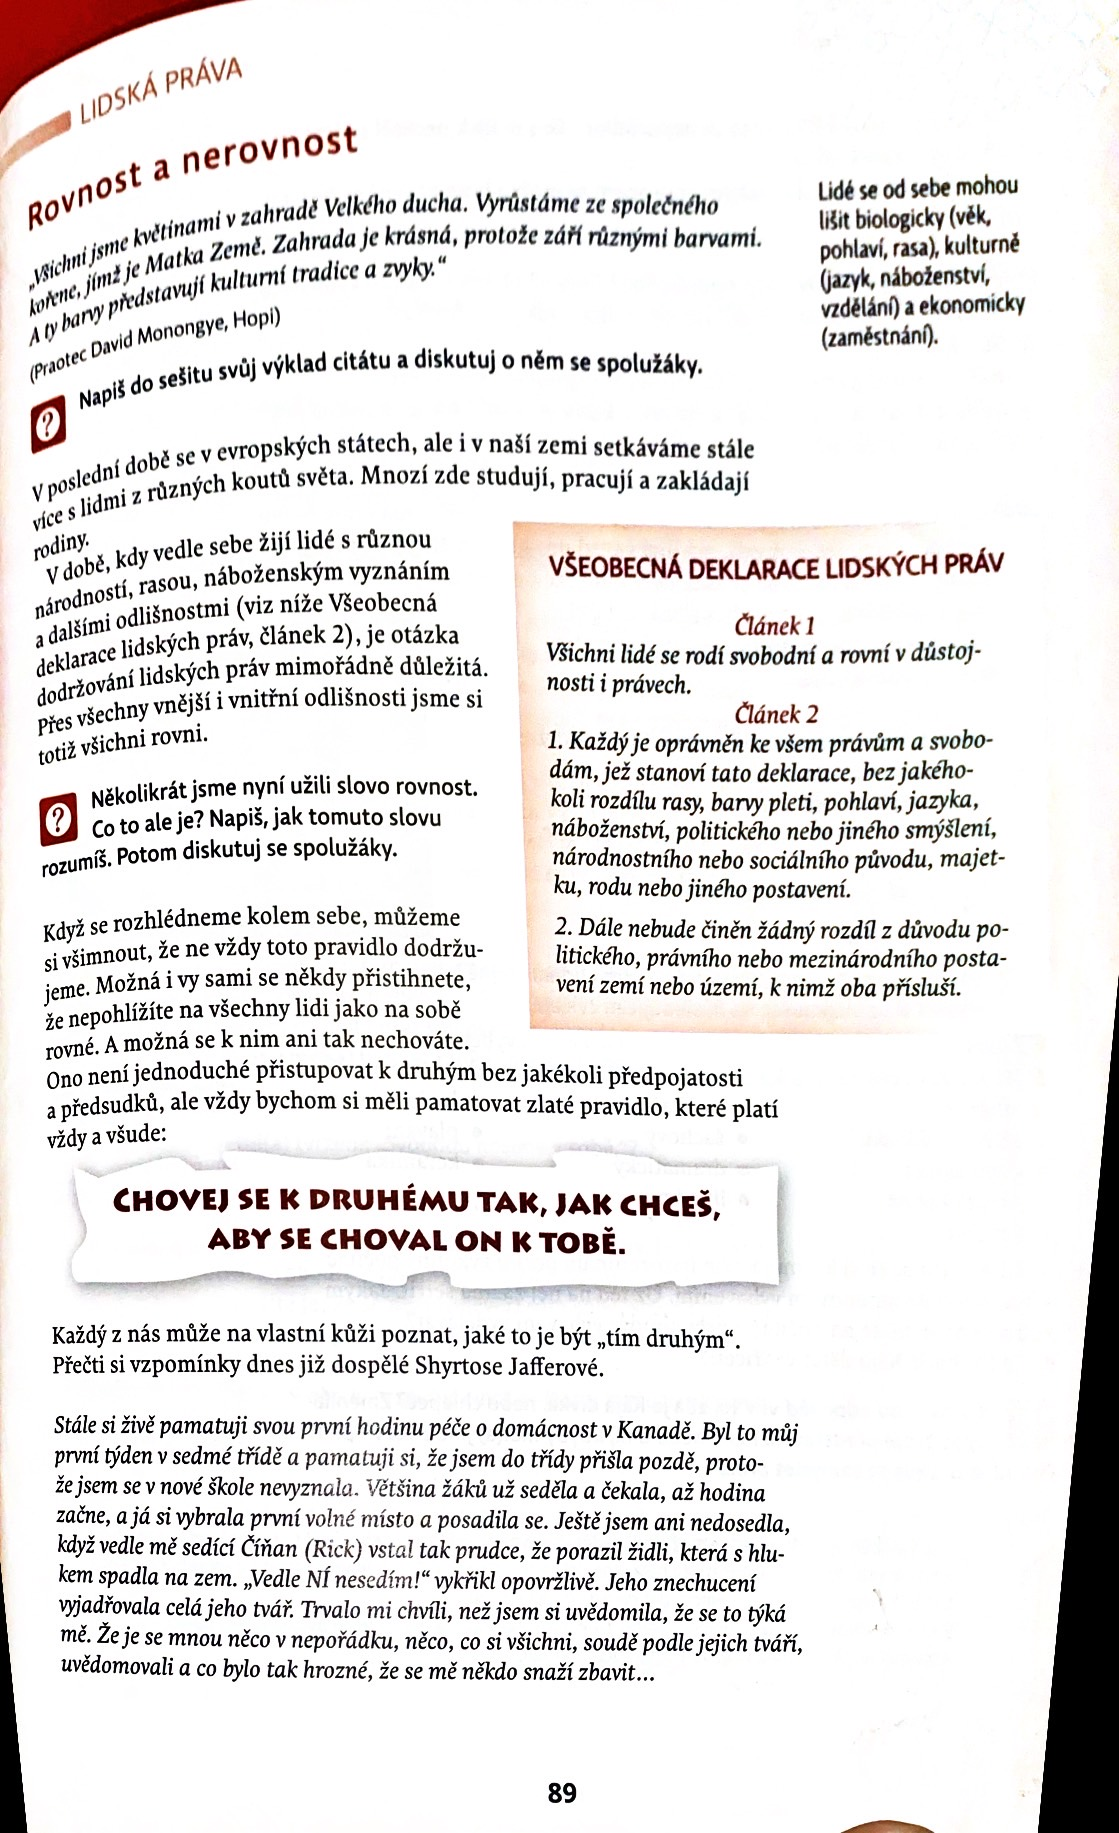 LIDSKÁ PRÁVA
Rovnost a nerovnost
„Všichni jsme květinami v zahradě Velkého ducha. Vyrůstáme ze společného
kořene, jímž je Matka Země. Zahrada je krásná, protože září různými barvami.
A ty barvy představují kulturní tradice a zvyky.“
(Praotec David Monongye, Hopi)
Lidé se od sebe mohou
lišit biologicky (věk,
pohlaví, rasa), kulturně
(jazyk, náboženství,
vzdělání) a ekonomicky
(zaměstnání).
? Napiš do sešitu svůj výklad citátu a diskutuj o něm se spolužáky.
V poslední době se v evropských státech, ale i v naší zemi setkáváme stále
více s lidmi z různých koutů světa. Mnozí zde studují, pracují a zakládají
rodiny.
V době, kdy vedle sebe žijí lidé s různou
národností, rasou, náboženským vyznáním
a dalšími odlišnostmi (viz níže Všeobecná
deklarace lidských práv, článek 2), je otázka
dodržování lidských práv mimořádně důležitá.
Přes všechny vnější i vnitřní odlišnosti jsme si
totiž všichni rovni.
? Několikrát jsme nyní užili slovo rovnost.
Co to ale je? Napiš, jak tomuto slovu
rozumíš. Potom diskutuj se spolužáky.
Když se rozhlédneme kolem sebe, můžeme
si všimnout, že ne vždy toto pravidlo dodržu-
jeme. Možná i vy sami se někdy přistihnete,
že nepohlížíte na všechny lidi jako na sobě
rovné. A možná se k nim ani tak nechováte.
Ono není jednoduché přistupovat k druhým bez jakékoli předpojatosti
a předsudků, ale vždy bychom si měli pamatovat zlaté pravidlo, které platí
vždy a všude:
VŠEOBECNÁ DEKLARACE LIDSKÝCH PRÁV
Článek 1
Všichni lidé se rodí svobodní a rovní v důstoj-
nosti i právech.
Článek 2
1. Každý je oprávněn ke všem právům a svobo-
dám, jež stanoví tato deklarace, bez jakého-
koli rozdílu rasy, barvy pleti, pohlaví, jazyka,
náboženství, politického nebo jiného smýšlení,
národnostního nebo sociálního původu, majet-
ku, rodu nebo jiného postavení.
2. Dále nebude činěn žádný rozdíl z důvodu po-
litického, právního nebo mezinárodního posta-
vení zemí nebo území, k nimž oba přísluší.
CHOVEJ SE K DRUHÉMU TAK, JAK CHCEŠ,
ABY SE CHOVAL ON K TOBĚ.
Každý z nás může na vlastní kůži poznat, jaké to je být „tím druhým“.
Přečti si vzpomínky dnes již dospělé Shyrtose Jafferové.
Stále si živě pamatuji svou první hodinu péče o domácnost v Kanadě. Byl to můj
první týden v sedmé třídě a pamatuji si, že jsem do třídy přišla pozdě, proto-
že jsem se v nové škole nevyznala. Většina žáků už seděla a čekala, až hodina
začne, a já si vybrala první volné místo a posadila se. Ještě jsem ani nedosedla,
když vedle mě sedící Číňan (Rick) vstal tak prudce, že porazil židli, která s hlu-
kem spadla na zem. „Vedle NÍ nesedím!“ vykřikl opovržlivě. Jeho znechucení
vyjadřovala celá jeho tvář. Trvalo mi chvíli, než jsem si uvědomila, že se to týká
mě. Že je se mnou něco v nepořádku, něco, co si všichni, soudě podle jejich tváří,
uvědomovali a co bylo tak hrozné, že se mě někdo snaží zbavit...
89